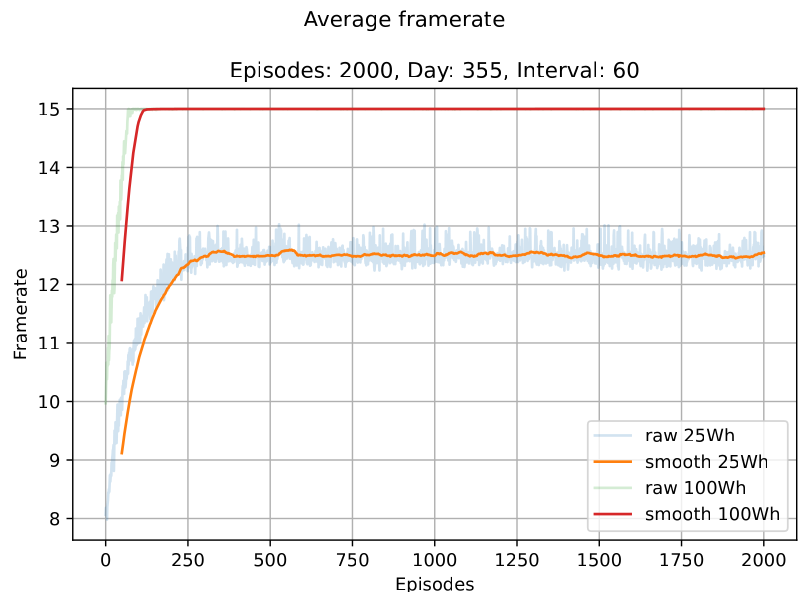 Average framerate
Episodes: 2000, Day: 355, Interval: 60
15
14
13
12
11
10
9
8
Framerate
0 250 500 750 1000 1250 1500 1750 2000
Episodes
raw 25Wh
smooth 25Wh
raw 100Wh
smooth 100Wh